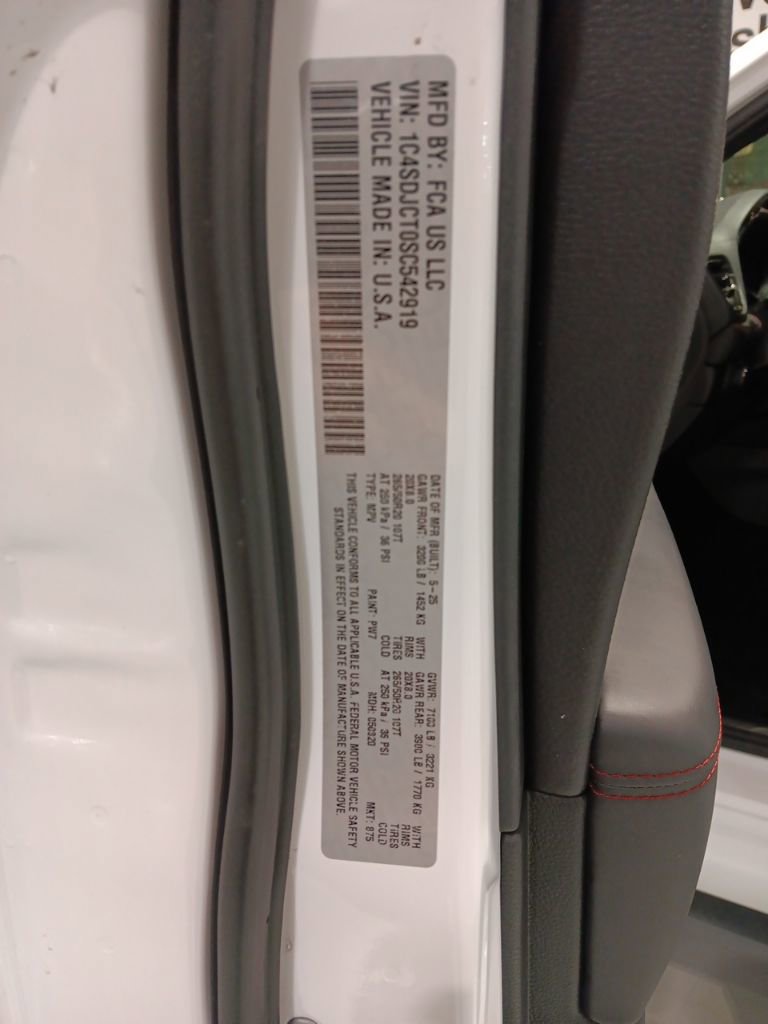 MFD BY: FCA US LLC
VIN: 1C4SDJCT0SC542919
VEHICLE MADE IN: U.S.A.
DATE OF MFR (BUILT): 5-25 GVWR: 7100 LB / 3221 KG
GAWR FRONT: 3200 LB / 1452 KG WITH GAWR REAR: 3900 LB / 1770 KG WITH
20X8.0 RIMS 20X8.0 RIMS
265/50R20 107T TIRES 265/50R20 107T TIRES
AT 250 kPa / 36 PSI COLD AT 250 kPa / 36 PSI COLD
TYPE: MPV PAINT: PW7 MDH: 050320 MKT: 875
THIS VEHICLE CONFORMS TO ALL APPLICABLE U.S.A. FEDERAL MOTOR VEHICLE SAFETY
STANDARDS IN EFFECT ON THE DATE OF MANUFACTURE SHOWN ABOVE.